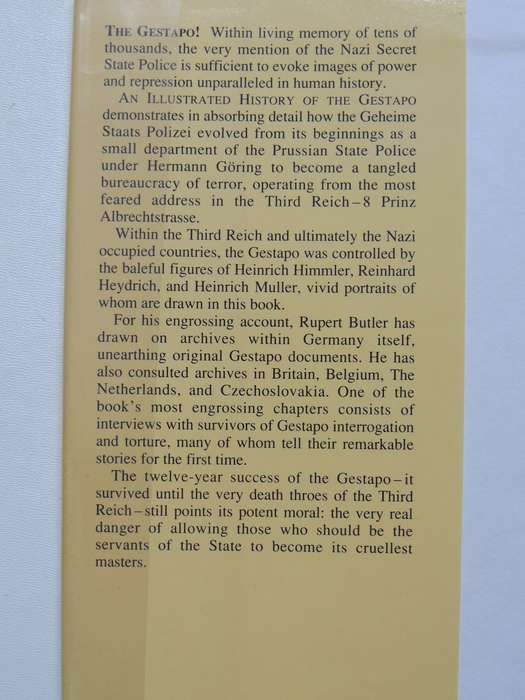 THE GESTAPO! Within living memory of tens of
thousands, the very mention of the Nazi Secret
State Police is sufficient to evoke images of power
and repression unparalleled in human history.
AN ILLUSTRATED HISTORY OF THE GESTAPO
demonstrates in absorbing detail how the Geheime
Staats Polizei evolved from its beginnings as a
small department of the Prussian State Police
under Hermann Göring to become a tangled
bureaucracy of terror, operating from the most
feared address in the Third Reich–8 Prinz
Albrechtstrasse.
Within the Third Reich and ultimately the Nazi
occupied countries, the Gestapo was controlled by
the baleful figures of Heinrich Himmler, Reinhard
Heydrich, and Heinrich Muller, vivid portraits of
whom are drawn in this book.
For his engrossing account, Rupert Butler has
drawn on archives within Germany itself,
unearthing original Gestapo documents. He has
also consulted archives in Britain, Belgium, The
Netherlands, and Czechoslovakia. One of the
book's most engrossing chapters consists of
interviews with survivors of Gestapo interrogation
and torture, many of whom tell their remarkable
stories for the first time.
The twelve-year success of the Gestapo–it
survived until the very death throes of the Third
Reich–still points its potent moral: the very real
danger of allowing those who should be the
servants of the State to become its cruellest
masters.